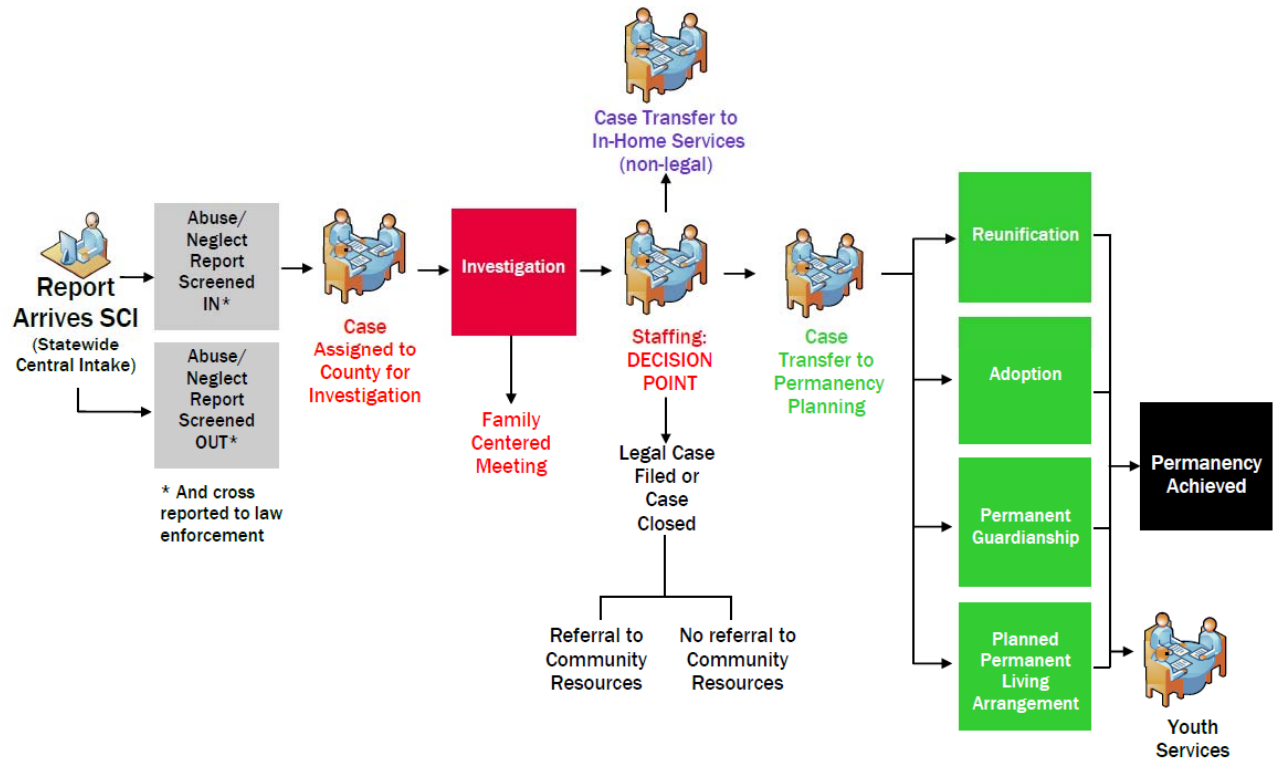 Report
Arrives SCI
(Statewide
Central Intake)
Abuse/
Neglect
Report
Screened
IN*
Abuse/
Neglect
Report
Screened
OUT*
* And cross
reported to law
enforcement
Case
Assigned to
County for
Investigation
Investigation
Family
Centered
Meeting
Case Transfer to
In-Home Services
(non-legal)
Staffing:
DECISION
POINT
Legal Case
Filed or
Case
Closed
Referral to
Community
Resources
No referral to
Community
Resources
Case
Transfer to
Permanency
Planning
Reunification
Adoption
Permanent
Guardianship
Planned
Permanent
Living
Arrangement
Permanency
Achieved
Youth
Services